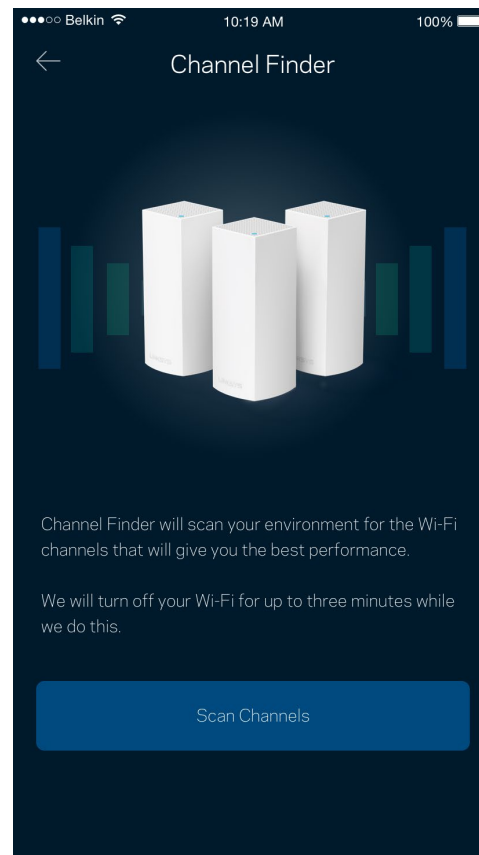 Belkin 10:19 AM 100%
Channel Finder
Channel Finder will scan your environment for the Wi-Fi
channels that will give you the best performance.
We will turn off your Wi-Fi for up to three minutes while
we do this.
Scan Channels